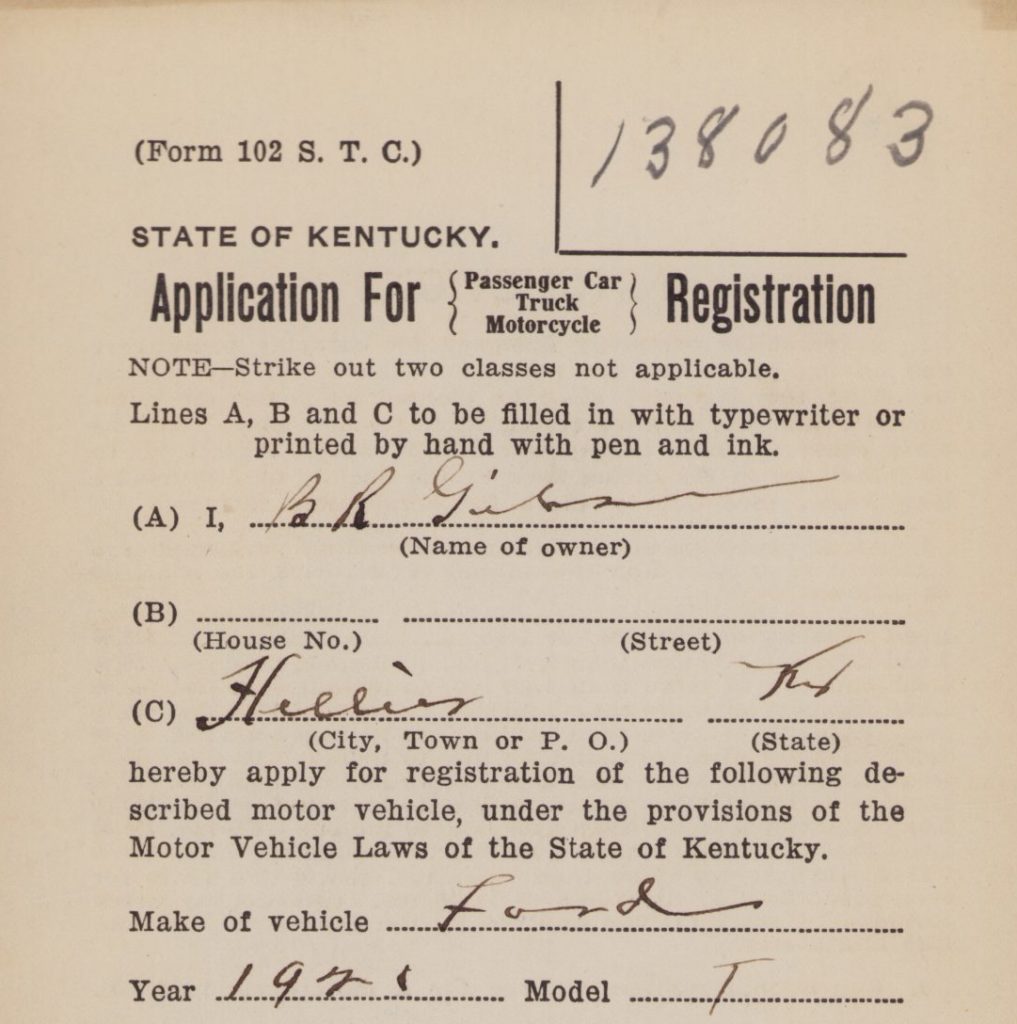 138083
(Form 102 S. T. C.)
STATE OF KENTUCKY.
Application For { Passenger Car Truck Motorcycle } Registration
NOTE—Strike out two classes not applicable.
Lines A, B and C to be filled in with typewriter or
printed by hand with pen and ink.
(A) I, B R Gibson
(Name of owner)
(B)
(House No.) (Street)
(C) Hellier Ky
(City, Town or P. O.) (State)
hereby apply for registration of the following de-
scribed motor vehicle, under the provisions of the
Motor Vehicle Laws of the State of Kentucky.
Make of vehicle Ford
Year 1921 Model T